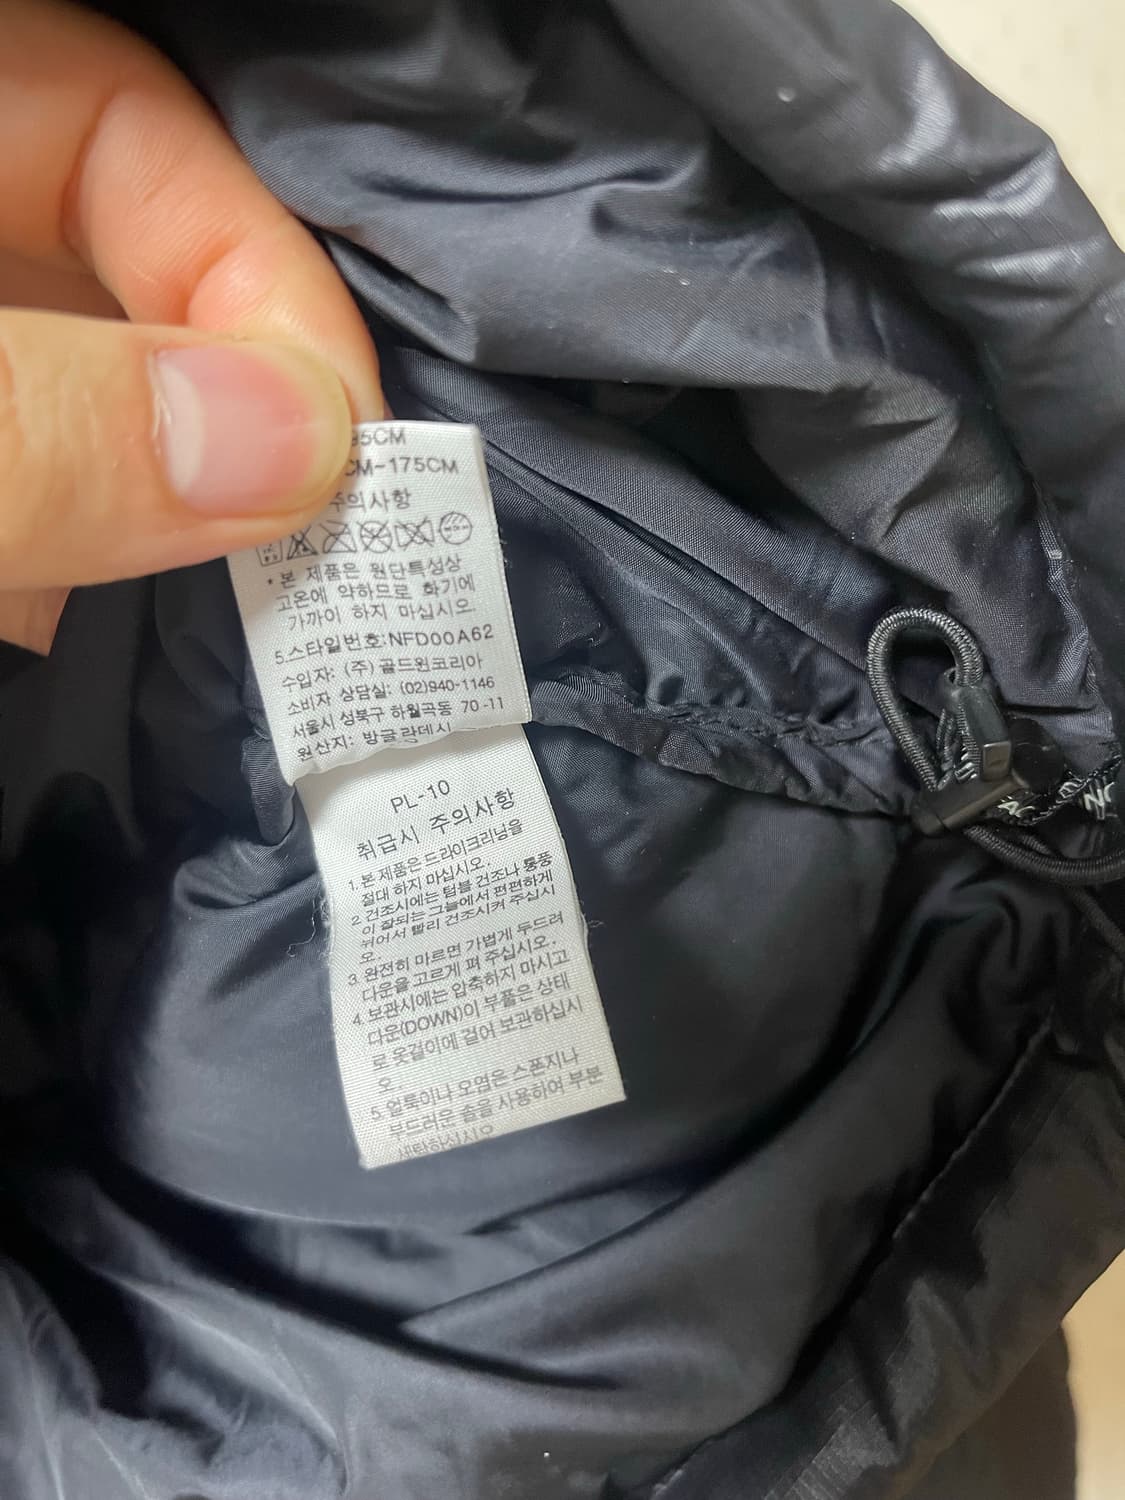 95CM
CM-175CM
주의사항
* 본 제품은 원단특성상
고온에 약하므로 화기에
가까이 하지 마십시오
5.스타일번호:NFD00A62
수입자: (주) 골드윈코리아
소비자 상담실: (02)940-1146
서울시 성북구 하월곡동 70-11
원산지: 방글라데시
PL-10
취급시 주의사항
1. 본 제품은 드라이크리닝을
절대 하지 마십시오.
2. 건조시에는 텀블 건조나 통풍
이 잘되는 그늘에서 편편하게
뉘어서 빨리 건조시켜 주십시
오.
3. 완전히 마르면 가볍게 두드려
다운을 고르게 펴 주십시오.
4. 보관시에는 압축하지 마시고
다운(DOWN)이 부풀은 상태
로 옷걸이에 걸어 보관하십시
오.
5. 얼룩이나 오염은 스폰지나
부드러운 솔을 사용하여 부분
세탁하십시오